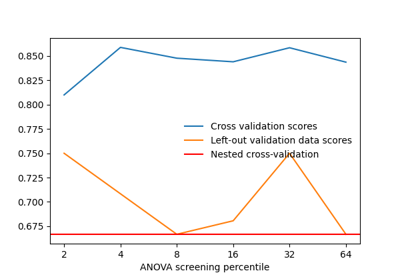 0.850
0.825
0.800
0.775
0.750
0.725
0.700
0.675
Cross validation scores
Left-out validation data scores
Nested cross-validation
2 4 8 16 32 64
ANOVA screening percentile